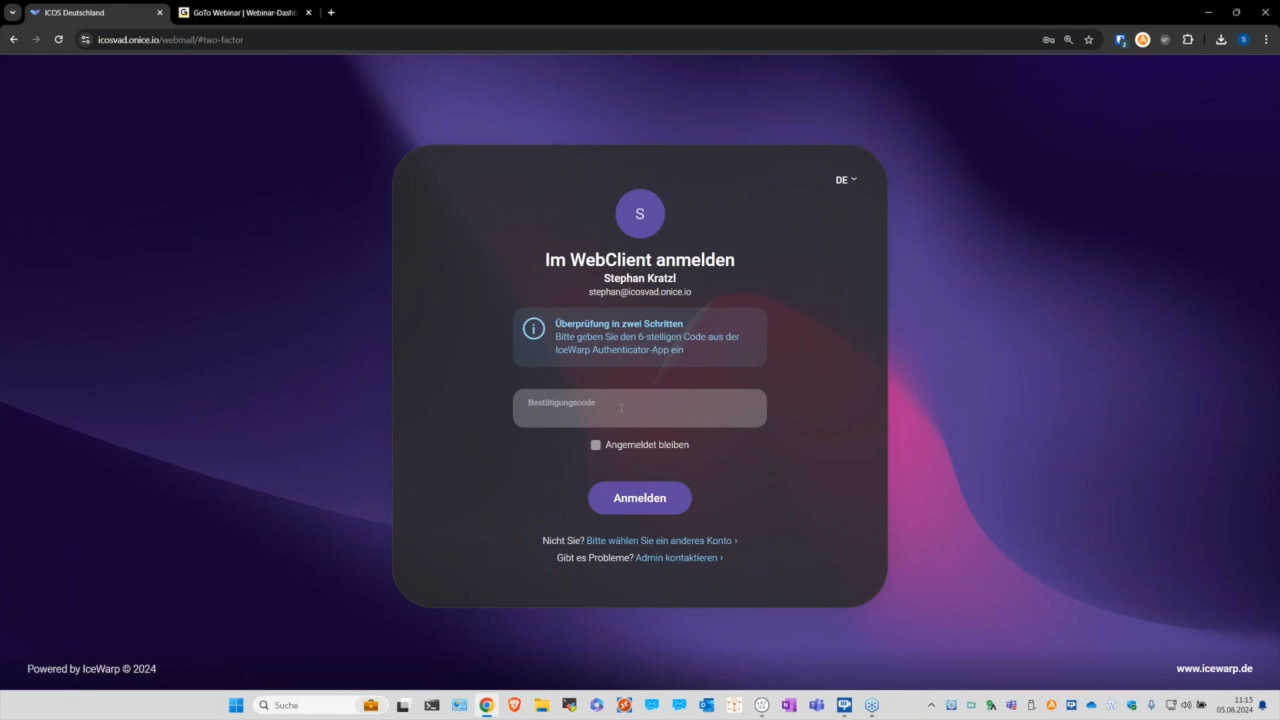 ICOS Deutschland
GoTo Webinar | Webinar-Dashb
icosvad.onice.io/webmail/#two-factor
S
DE
S
Im WebClient anmelden
Stephan Kratzl
stephan@icosvad.onice.io
Überprüfung in zwei Schritten
Bitte geben Sie den 6-stelligen Code aus der
IceWarp Authenticator-App ein
Bestätigungscode
Angemeldet bleiben
Anmelden
Nicht Sie? Bitte wählen Sie ein anderes Konto ›
Gibt es Probleme? Admin kontaktieren ›
Powered by IceWarp © 2024
www.icewarp.de
Suche
11:15
05.08.2024